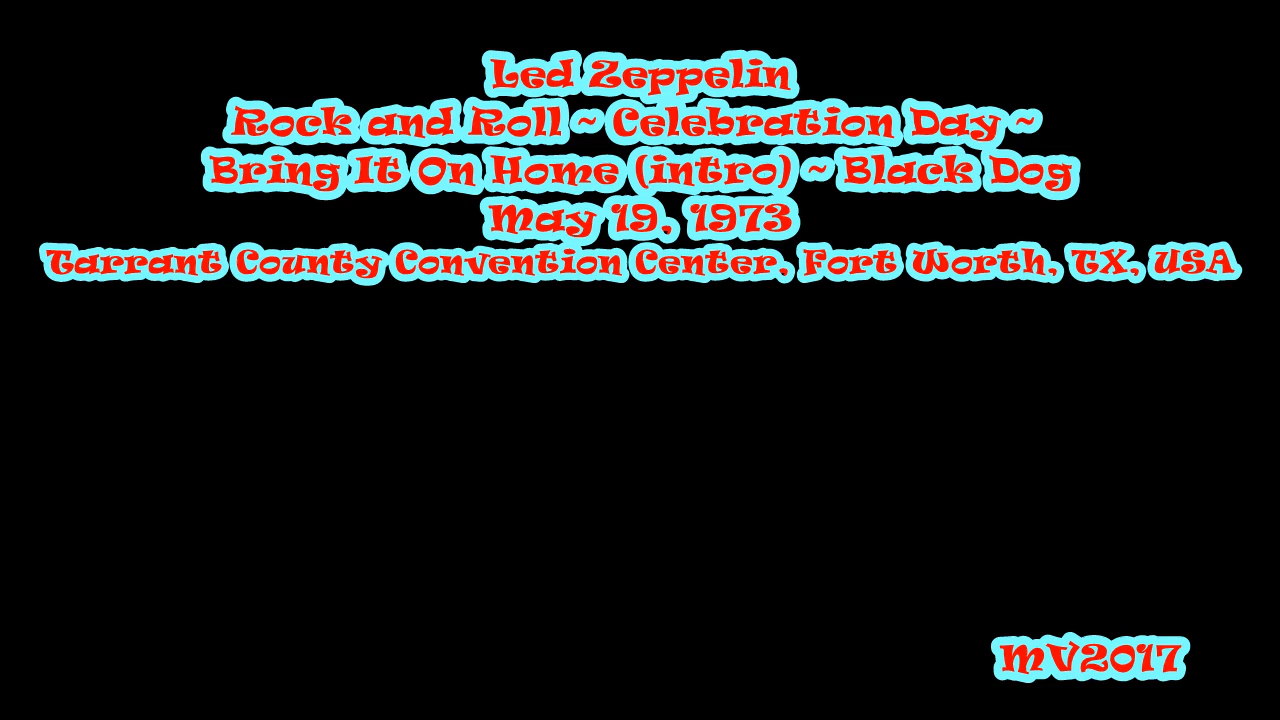 Led Zeppelin
Rock and Roll ~ Celebration Day ~
Bring It On Home (intro) ~ Black Dog
May 19, 1973
Tarrant County Convention Center, Fort Worth, TX, USA
MV2017